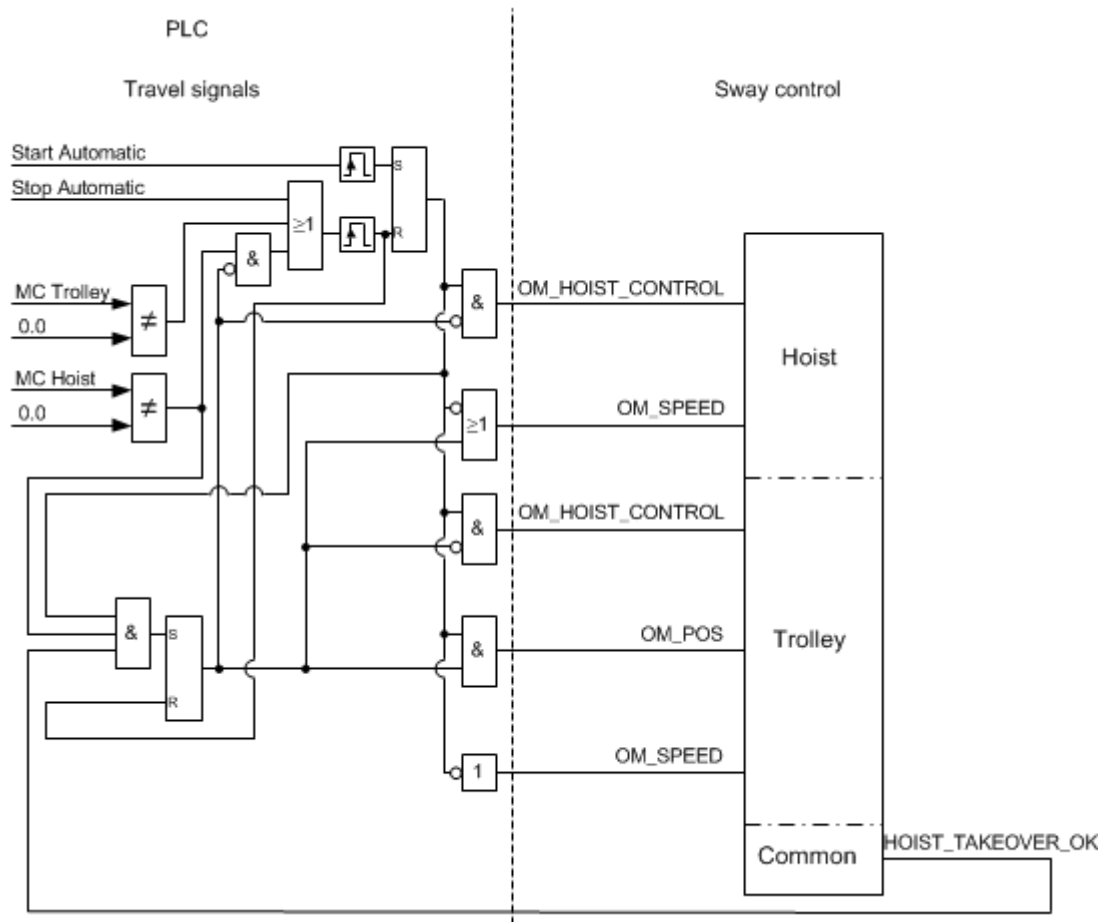 PLC
Travel signals
Sway control
Start Automatic
S
Stop Automatic
≥1
R
&
MC Trolley
OM_HOIST_CONTROL
0.0
≠
&
Hoist
MC Hoist
0.0
≠
OM_SPEED
≥1
OM_HOIST_CONTROL
&
&
S
OM_POS
&
Trolley
R
OM_SPEED
1
Common
HOIST_TAKEOVER_OK